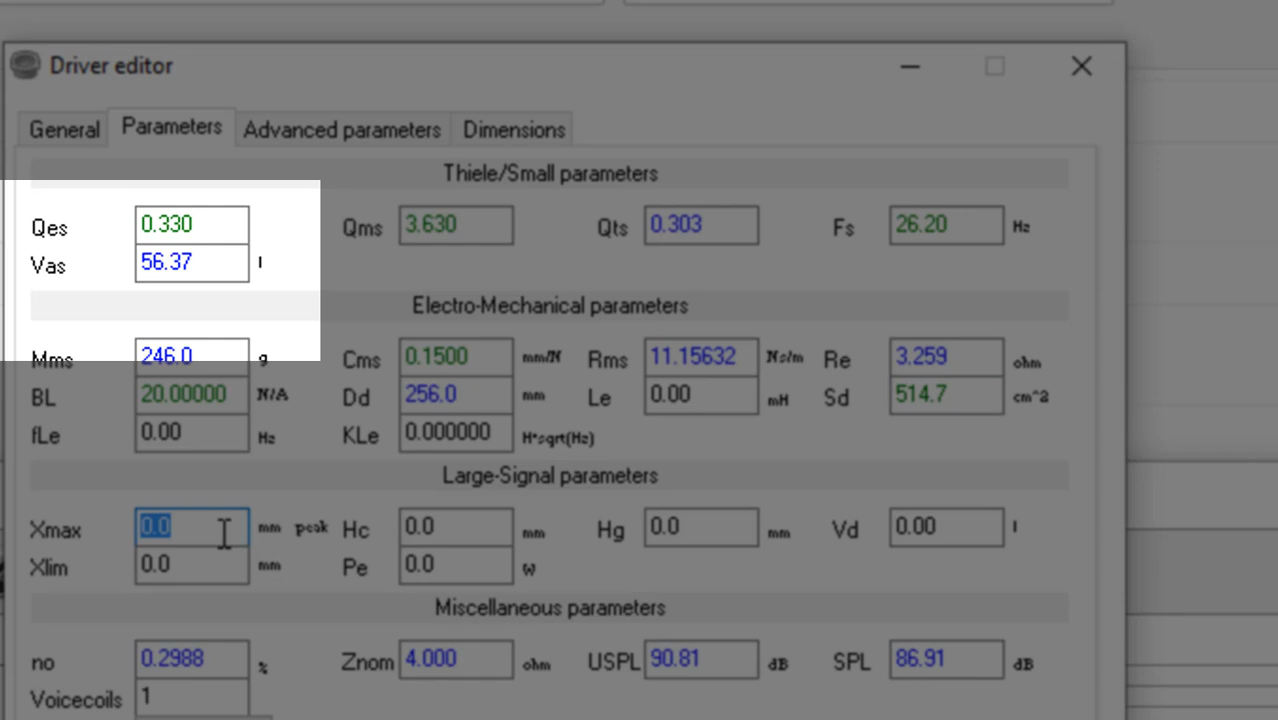 Driver editor
General Parameters Advanced parameters Dimensions
Thiele/Small parameters
Qes 0.330 Qms 3.630 Qts 0.303 Fs 26.20 Hz
Vas 56.37 l
Electro-Mechanical parameters
Mms 246.0 g Cms 0.1500 mm/N Rms 11.15632 Ns/m Re 3.259 ohm
BL 20.00000 N/A Dd 256.0 mm Le 0.00 mH Sd 514.7 cm^2
fLe 0.00 Hz KLe 0.000000 H*sqrt(Hz)
Large-Signal parameters
Xmax 0.0 mm peak Hc 0.0 mm Hg 0.0 mm Vd 0.00 l
Xlim 0.0 mm Pe 0.0 W
Miscellaneous parameters
no 0.2988 % Znom 4.000 ohm USPL 90.81 dB SPL 86.91 dB
Voicecoils 1